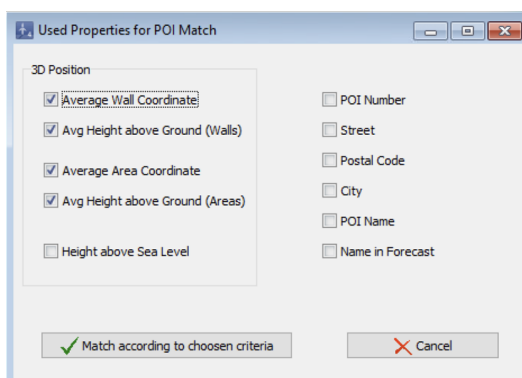 Used Properties for POI Match
3D Position
Average Wall Coordinate
Avg Height above Ground (Walls)
Average Area Coordinate
Avg Height above Ground (Areas)
Height above Sea Level
POI Number
Street
Postal Code
City
POI Name
Name in Forecast
Match according to choosen criteria
Cancel